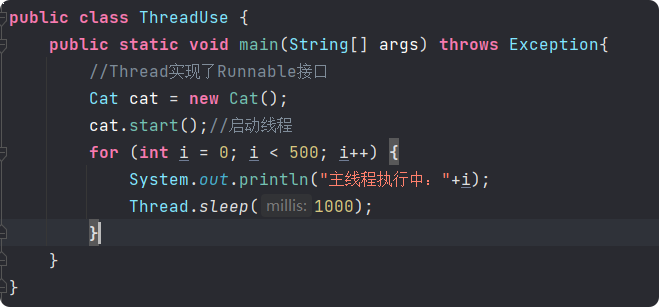 public class ThreadUse {
public static void main(String[] args) throws Exception{
//Thread实现了Runnable接口
Cat cat = new Cat();
cat.start();//启动线程
for (int i = 0; i < 500; i++) {
System.out.println("主线程执行中："+i);
Thread.sleep( millis: 1000);
}
}
}